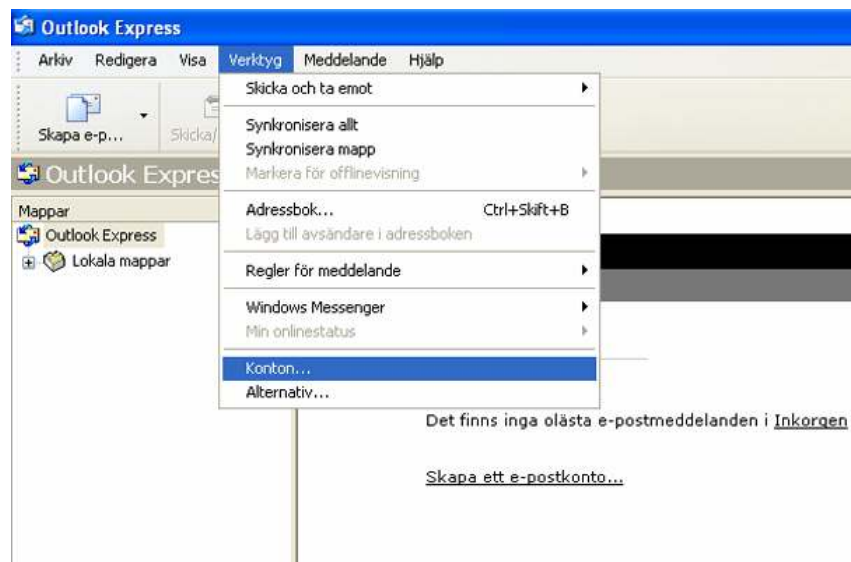 Outlook Express
Arkiv Redigera Visa Verktyg Meddelande Hjälp
Skapa e-p... Skicka/
Skicka och ta emot
Synkronisera allt
Synkronisera mapp
Markera för offlinevisning
Adressbok... Ctrl+Skift+B
Lägg till avsändare i adressboken
Regler för meddelande
Windows Messenger
Min onlinestatus
Konton...
Alternativ...
Outlook Expres
Mappar
Outlook Express
Lokala mappar
Det finns inga olästa e-postmeddelanden i Inkorgen
Skapa ett e-postkonto...